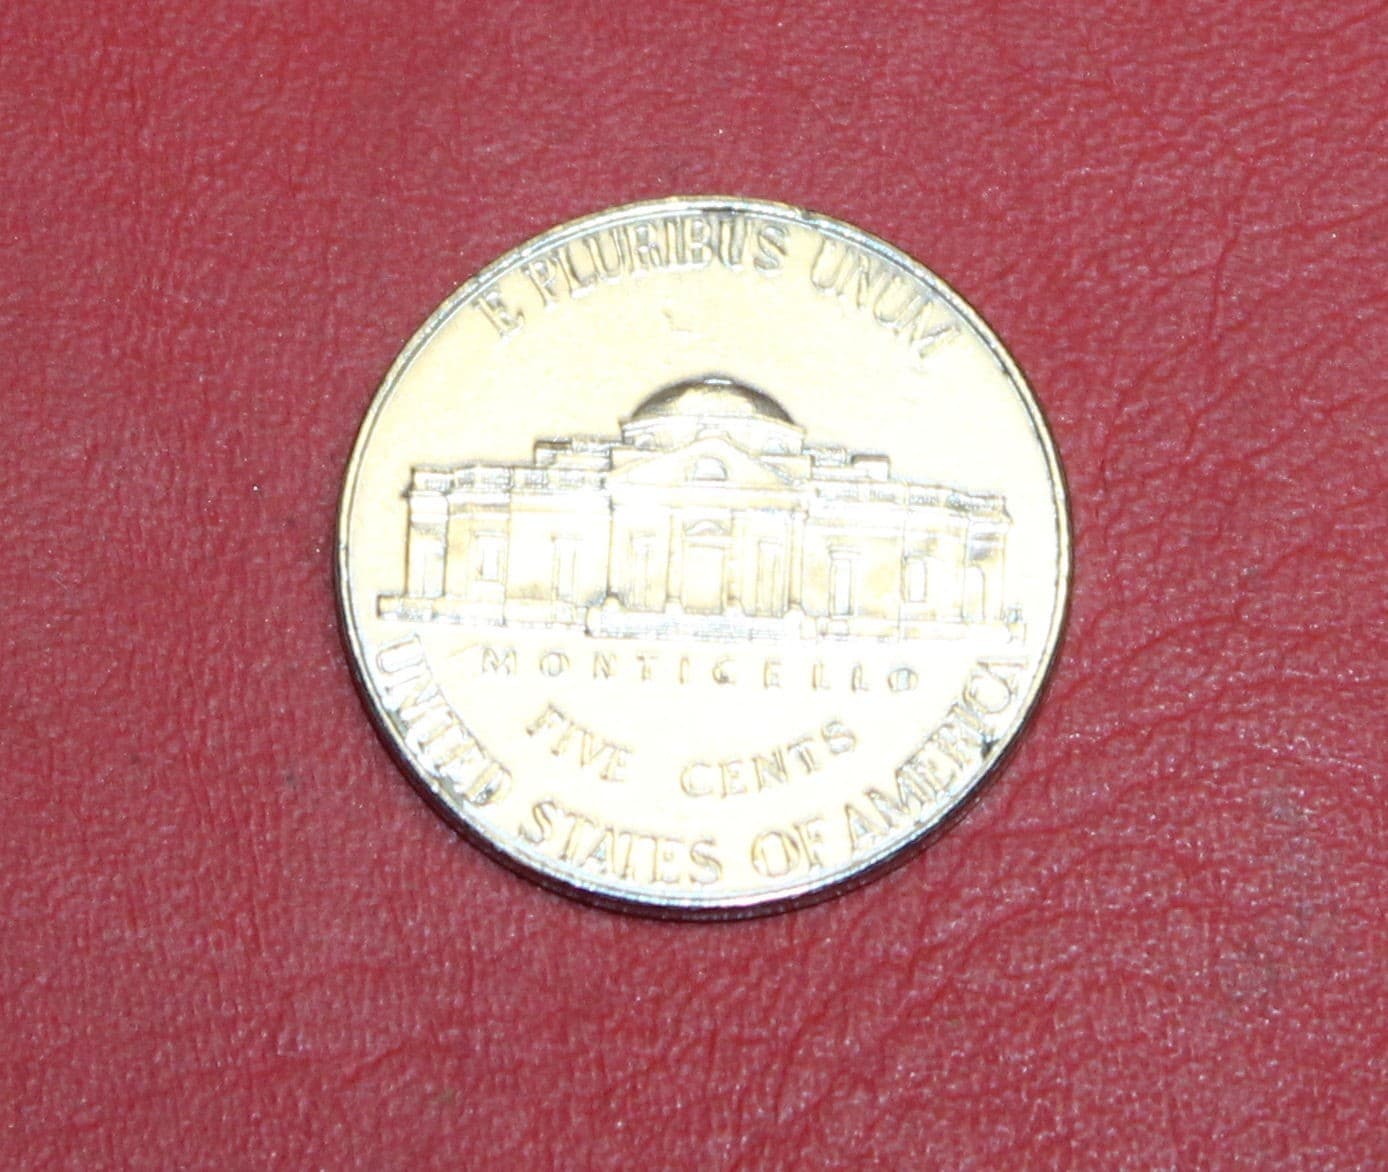 E PLURIBUS UNUM
MONTICELLO
FIVE CENTS
UNITED STATES OF AMERICA